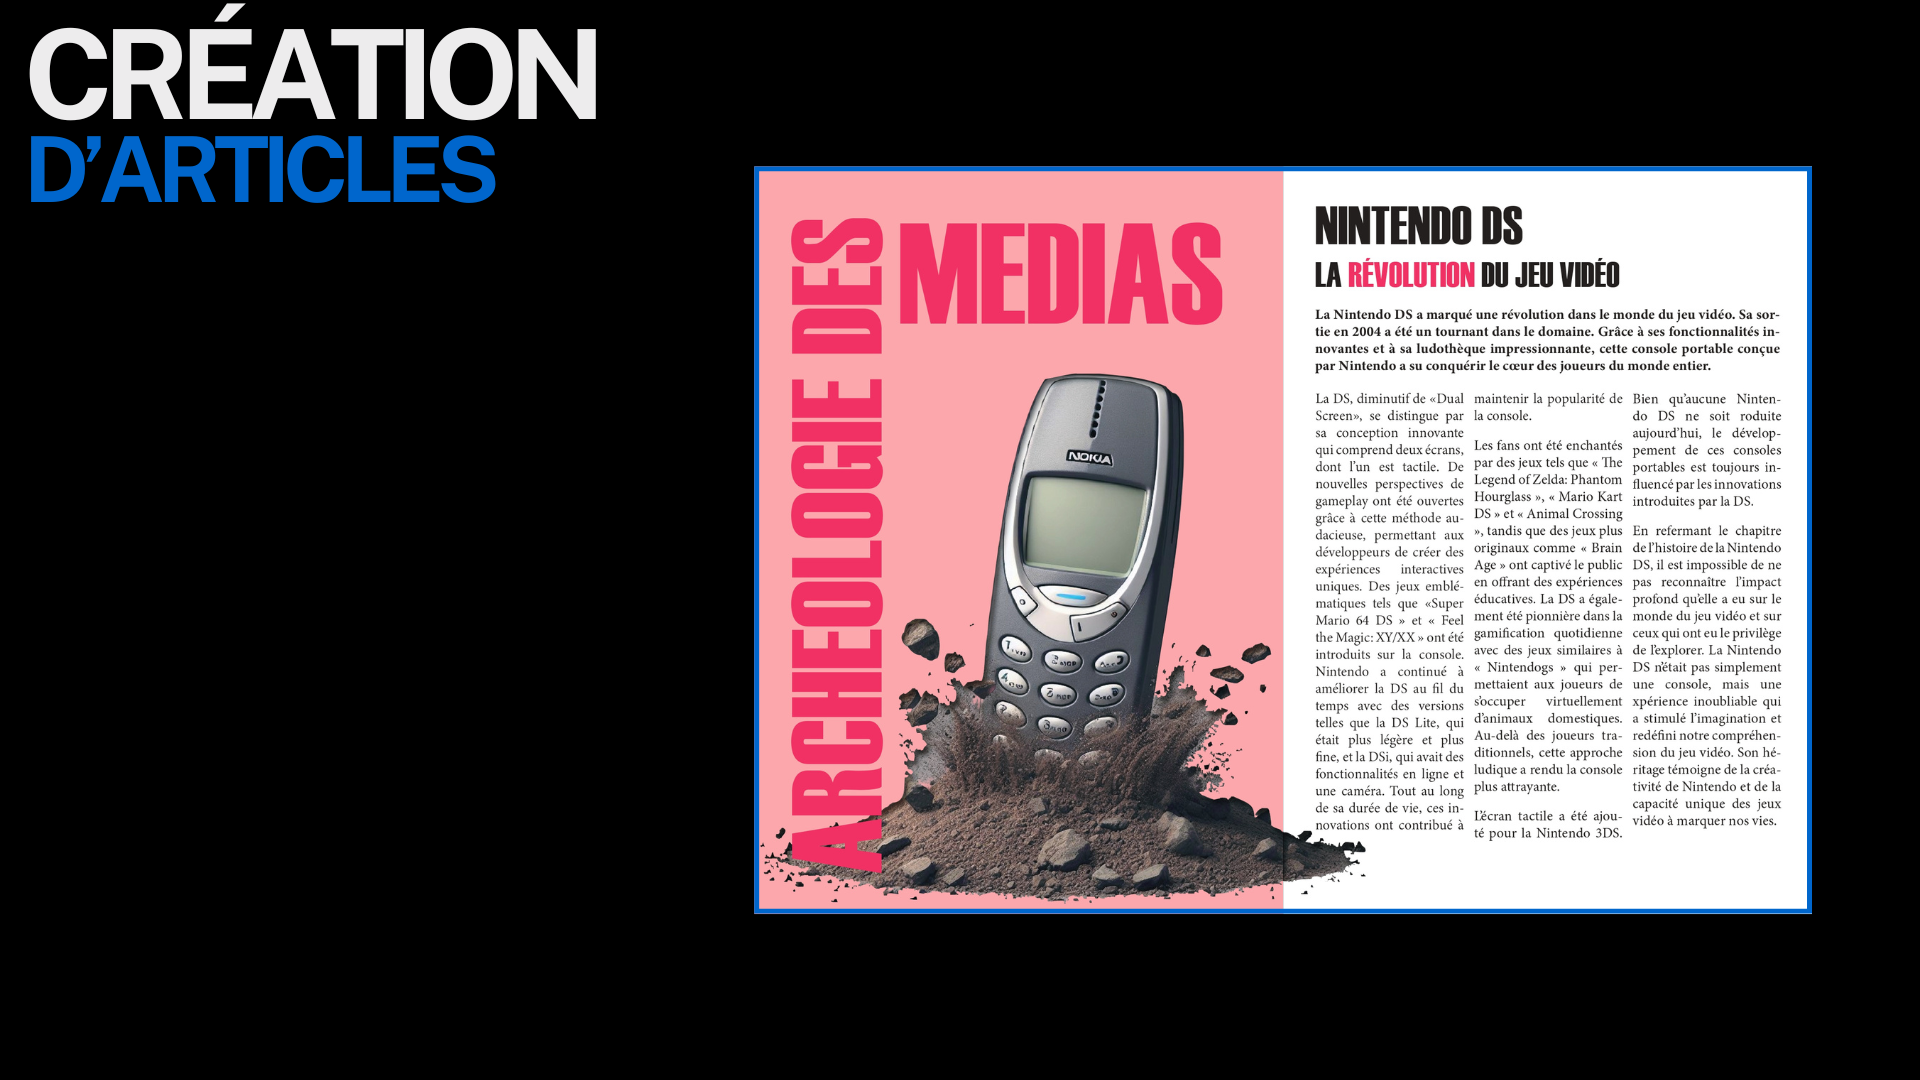 CRÉATION
D’ARTICLES
ARCHEOLOGIE DES
MEDIAS
NOKIA
NINTENDO DS
LA RÉVOLUTION DU JEU VIDÉO
La Nintendo DS a marqué une révolution dans le monde du jeu vidéo. Sa sor-
tie en 2004 a été un tournant dans le domaine. Grâce à ses fonctionnalités in-
novantes et à sa ludothèque impressionnante, cette console portable conçue
par Nintendo a su conquérir le cœur des joueurs du monde entier.
La DS, diminutif de «Dual
Screen», se distingue par
sa conception innovante
qui comprend deux écrans,
dont l’un est tactile. De
nouvelles perspectives de
gameplay ont été ouvertes
grâce à cette méthode au-
dacieuse, permettant aux
développeurs de créer des
expériences interactives
uniques. Des jeux emblé-
matiques tels que «Super
Mario 64 DS » et « Feel
the Magic: XY/XX » ont été
introduits sur la console.
Nintendo a continué à
améliorer la DS au fil du
temps avec des versions
telles que la DS Lite, qui
était plus légère et plus
fine, et la DSi, qui avait des
fonctionnalités en ligne et
une caméra. Tout au long
de sa durée de vie, ces in-
novations ont contribué à
maintenir la popularité de
la console.
Les fans ont été enchantés
par des jeux tels que « The
Legend of Zelda: Phantom
Hourglass », « Mario Kart
DS » et « Animal Crossing
», tandis que des jeux plus
originaux comme « Brain
Age » ont captivé le public
en offrant des expériences
éducatives. La DS a égale-
ment été pionnière dans la
gamification quotidienne
avec des jeux similaires à
« Nintendogs » qui per-
mettaient aux joueurs de
s’occuper virtuellement
d’animaux domestiques.
Au-delà des joueurs tra-
ditionnels, cette approche
ludique a rendu la console
plus attrayante.
L’écran tactile a été ajou-
té pour la Nintendo 3DS.
Bien qu’aucune Ninten-
do DS ne soit roduite
aujourd’hui, le dévelop-
pement de ces consoles
portables est toujours in-
fluencé par les innovations
introduites par la DS.
En refermant le chapitre
de l’histoire de la Nintendo
DS, il est impossible de ne
pas reconnaître l’impact
profond qu’elle a eu sur le
monde du jeu vidéo et sur
ceux qui ont eu le privilège
de l’explorer. La Nintendo
DS n’était pas simplement
une console, mais une
xpérience inoubliable qui
a stimulé l’imagination et
redéfini notre compréhen-
sion du jeu vidéo. Son hé-
ritage témoigne de la créa-
tivité de Nintendo et de la
capacité unique des jeux
vidéo à marquer nos vies.